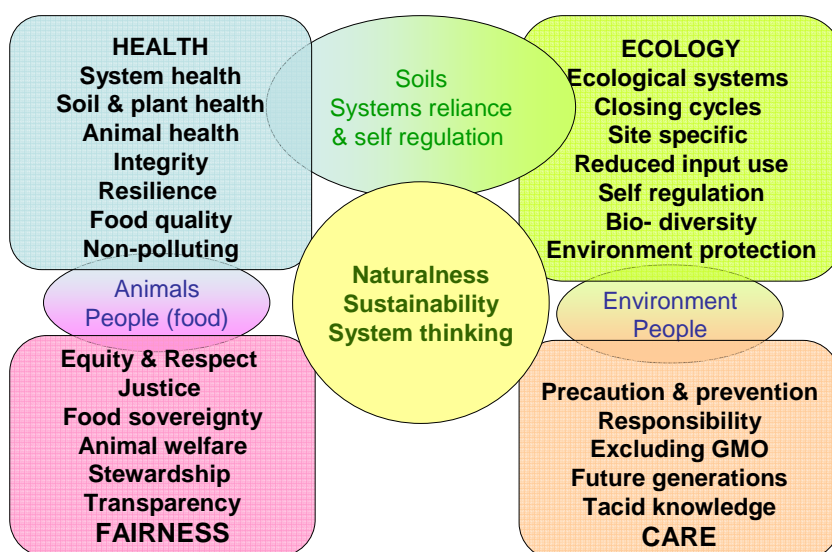 HEALTH
System health
Soil & plant health
Animal health
Integrity
Resilience
Food quality
Non-polluting
Soils
Systems reliance
& self regulation
ECOLOGY
Ecological systems
Closing cycles
Site specific
Reduced input use
Self regulation
Bio- diversity
Environment protection
Naturalness
Sustainability
System thinking
Animals
People (food)
Environment
People
Equity & Respect
Justice
Food sovereignty
Animal welfare
Stewardship
Transparency
FAIRNESS
Precaution & prevention
Responsibility
Excluding GMO
Future generations
Tacid knowledge
CARE